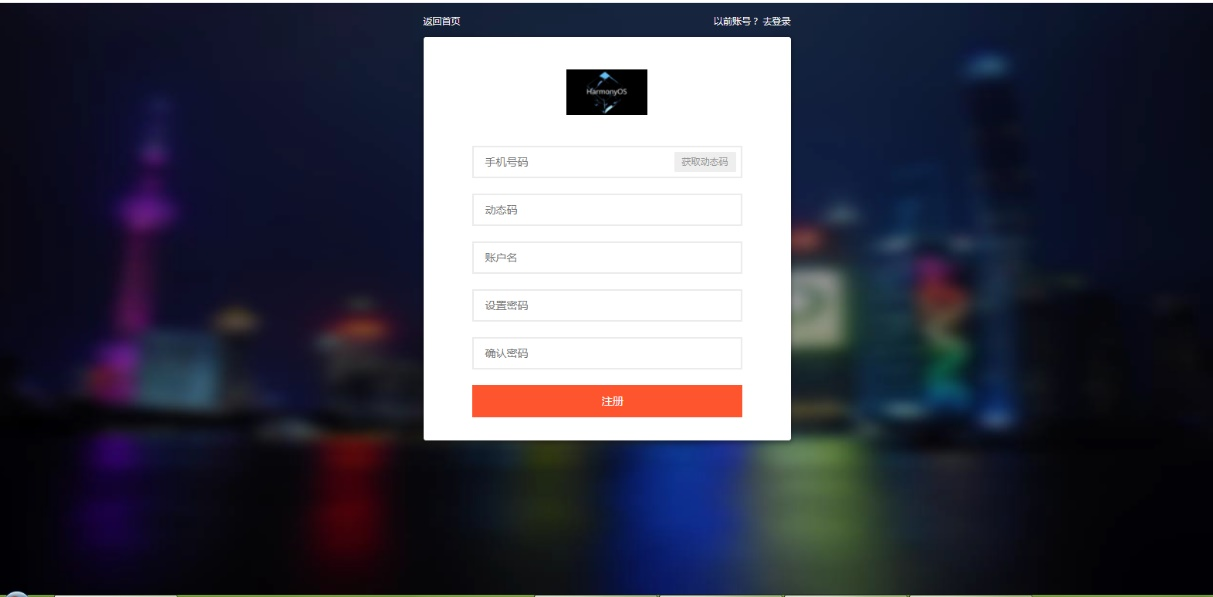 返回首页
以前账号？ 去登录
HarmonyOS
手机号码
获取动态码
动态码
账户名
设置密码
确认密码
注册